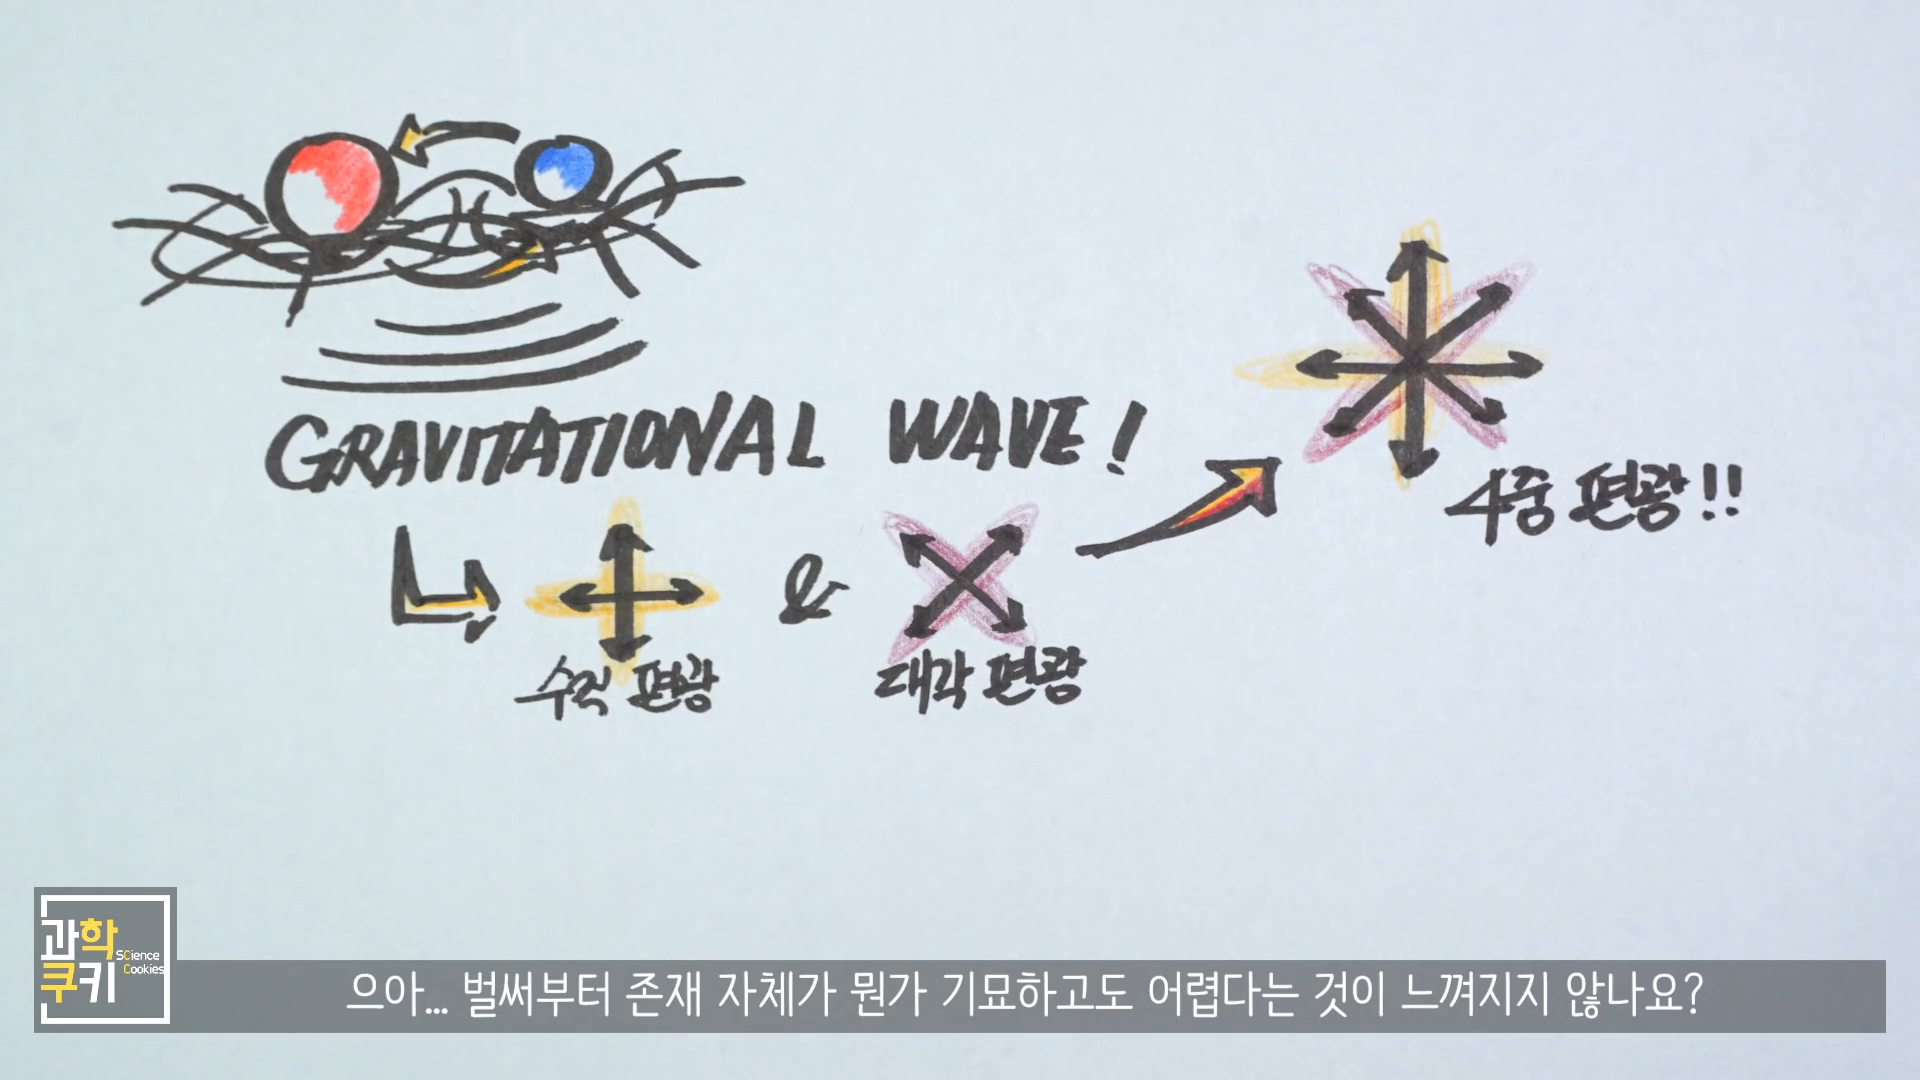 GRAVITATIONAL WAVE!
4중 편광!!
&
수직 편광
대각 편광
과학
쿠키
Science
Cookies
으아... 벌써부터 존재 자체가 뭔가 기묘하고도 어렵다는 것이 느껴지지 않나요?